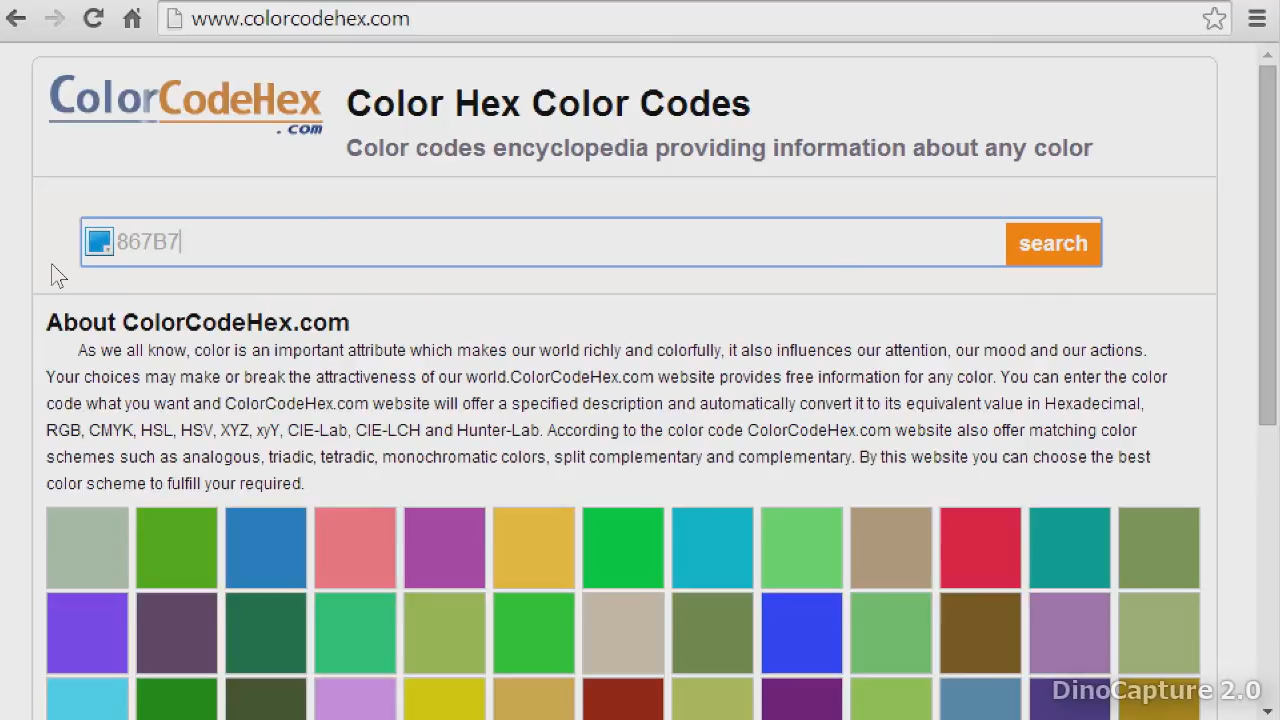 www.colorcodehex.com
ColorCodeHex
.com
Color Hex Color Codes
Color codes encyclopedia providing information about any color
867B7
search
About ColorCodeHex.com
As we all know, color is an important attribute which makes our world richly and colorfully, it also influences our attention, our mood and our actions.
Your choices may make or break the attractiveness of our world.ColorCodeHex.com website provides free information for any color. You can enter the color
code what you want and ColorCodeHex.com website will offer a specified description and automatically convert it to its equivalent value in Hexadecimal,
RGB, CMYK, HSL, HSV, XYZ, xyY, CIE-Lab, CIE-LCH and Hunter-Lab. According to the color code ColorCodeHex.com website also offer matching color
schemes such as analogous, triadic, tetradic, monochromatic colors, split complementary and complementary. By this website you can choose the best
color scheme to fulfill your required.
DinoCapture 2.0